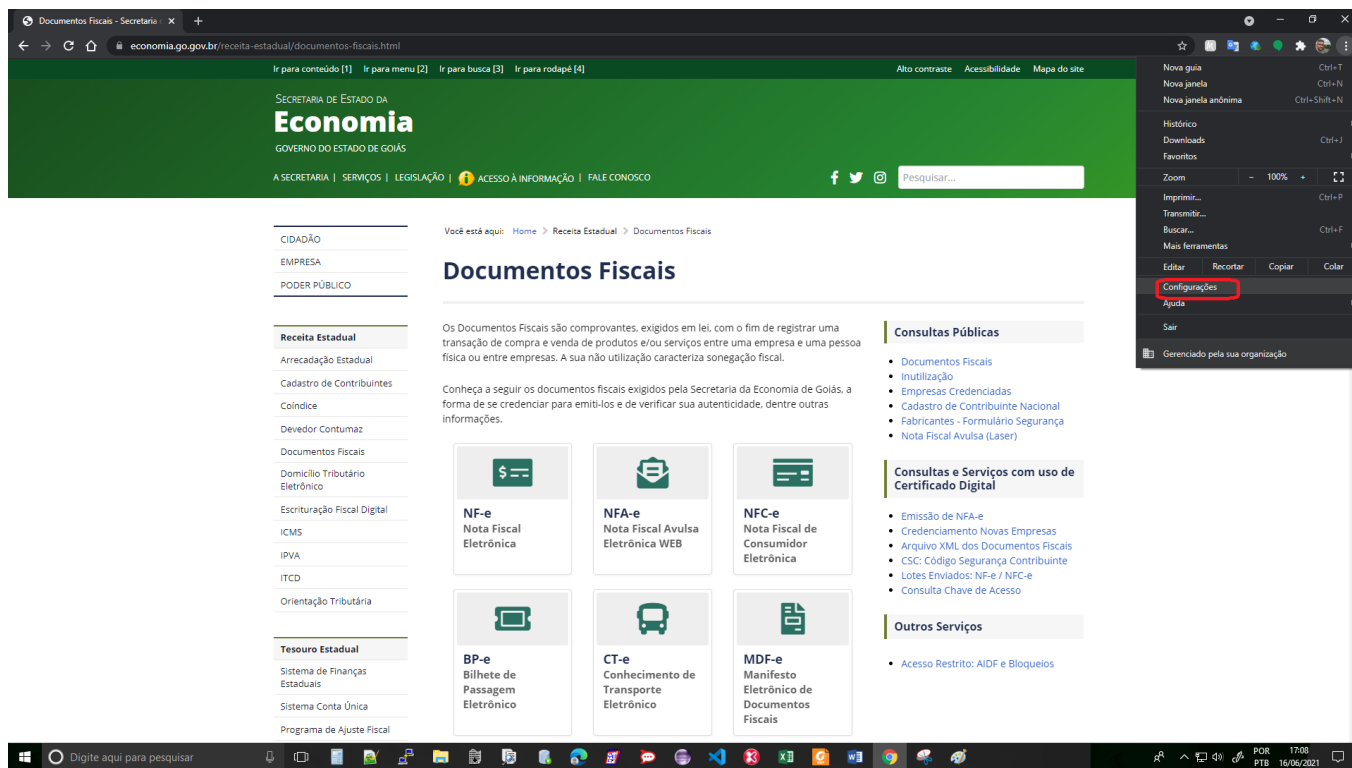 Documentos Fiscais - Secretaria
economia.go.gov.br/receita-estadual/documentos-fiscais.html
Ir para conteúdo [1] Ir para menu [2] Ir para busca [3] Ir para rodapé [4]
Alto contraste Acessibilidade Mapa do site
SECRETARIA DE ESTADO DA
Economia
GOVERNO DO ESTADO DE GOIÁS
A SECRETARIA | SERVIÇOS | LEGISLAÇÃO | ACESSO À INFORMAÇÃO | FALE CONOSCO
Pesquisar...
Nova guia Ctrl+T
Nova janela Ctrl+N
Nova janela anônima Ctrl+Shift+N
Histórico
Downloads Ctrl+J
Favoritos
Zoom - 100% +
Imprimir... Ctrl+P
Transmitir...
Buscar... Ctrl+F
Mais ferramentas
Editar Recortar Copiar Colar
Configurações
Ajuda
Sair
Gerenciado pela sua organização
CIDADÃO
EMPRESA
PODER PÚBLICO
Receita Estadual
Arrecadação Estadual
Cadastro de Contribuintes
Coíndice
Devedor Contumaz
Documentos Fiscais
Domicílio Tributário
Eletrônico
Escrituração Fiscal Digital
ICMS
IPVA
ITCD
Orientação Tributária
Tesouro Estadual
Sistema de Finanças
Estaduais
Sistema Conta Única
Programa de Ajuste Fiscal
Você está aqui: Home Receita Estadual Documentos Fiscais
Documentos Fiscais
Os Documentos Fiscais são comprovantes, exigidos em lei, com o fim de registrar uma
transação de compra e venda de produtos e/ou serviços entre uma empresa e uma pessoa
física ou entre empresas. A sua não utilização caracteriza sonegação fiscal.
Conheça a seguir os documentos fiscais exigidos pela Secretaria da Economia de Goiás, a
forma de se credenciar para emiti-los e de verificar sua autenticidade, dentre outras
informações.
NF-e
Nota Fiscal
Eletrônica
NFA-e
Nota Fiscal Avulsa
Eletrônica WEB
NFC-e
Nota Fiscal de
Consumidor
Eletrônica
BP-e
Bilhete de
Passagem
Eletrônico
CT-e
Conhecimento de
Transporte
Eletrônico
MDF-e
Manifesto
Eletrônico de
Documentos
Fiscais
Consultas Públicas
Documentos Fiscais
Inutilização
Empresas Credenciadas
Cadastro de Contribuinte Nacional
Fabricantes - Formulário Segurança
Nota Fiscal Avulsa (Laser)
Consultas e Serviços com uso de
Certificado Digital
Emissão de NFA-e
Credenciamento Novas Empresas
Arquivo XML dos Documentos Fiscais
CSC: Código Segurança Contribuinte
Lotes Enviados: NF-e / NFC-e
Consulta Chave de Acesso
Outros Serviços
Acesso Restrito: AIDF e Bloqueios
Digite aqui para pesquisar
POR 17:08
PTB 16/06/2021